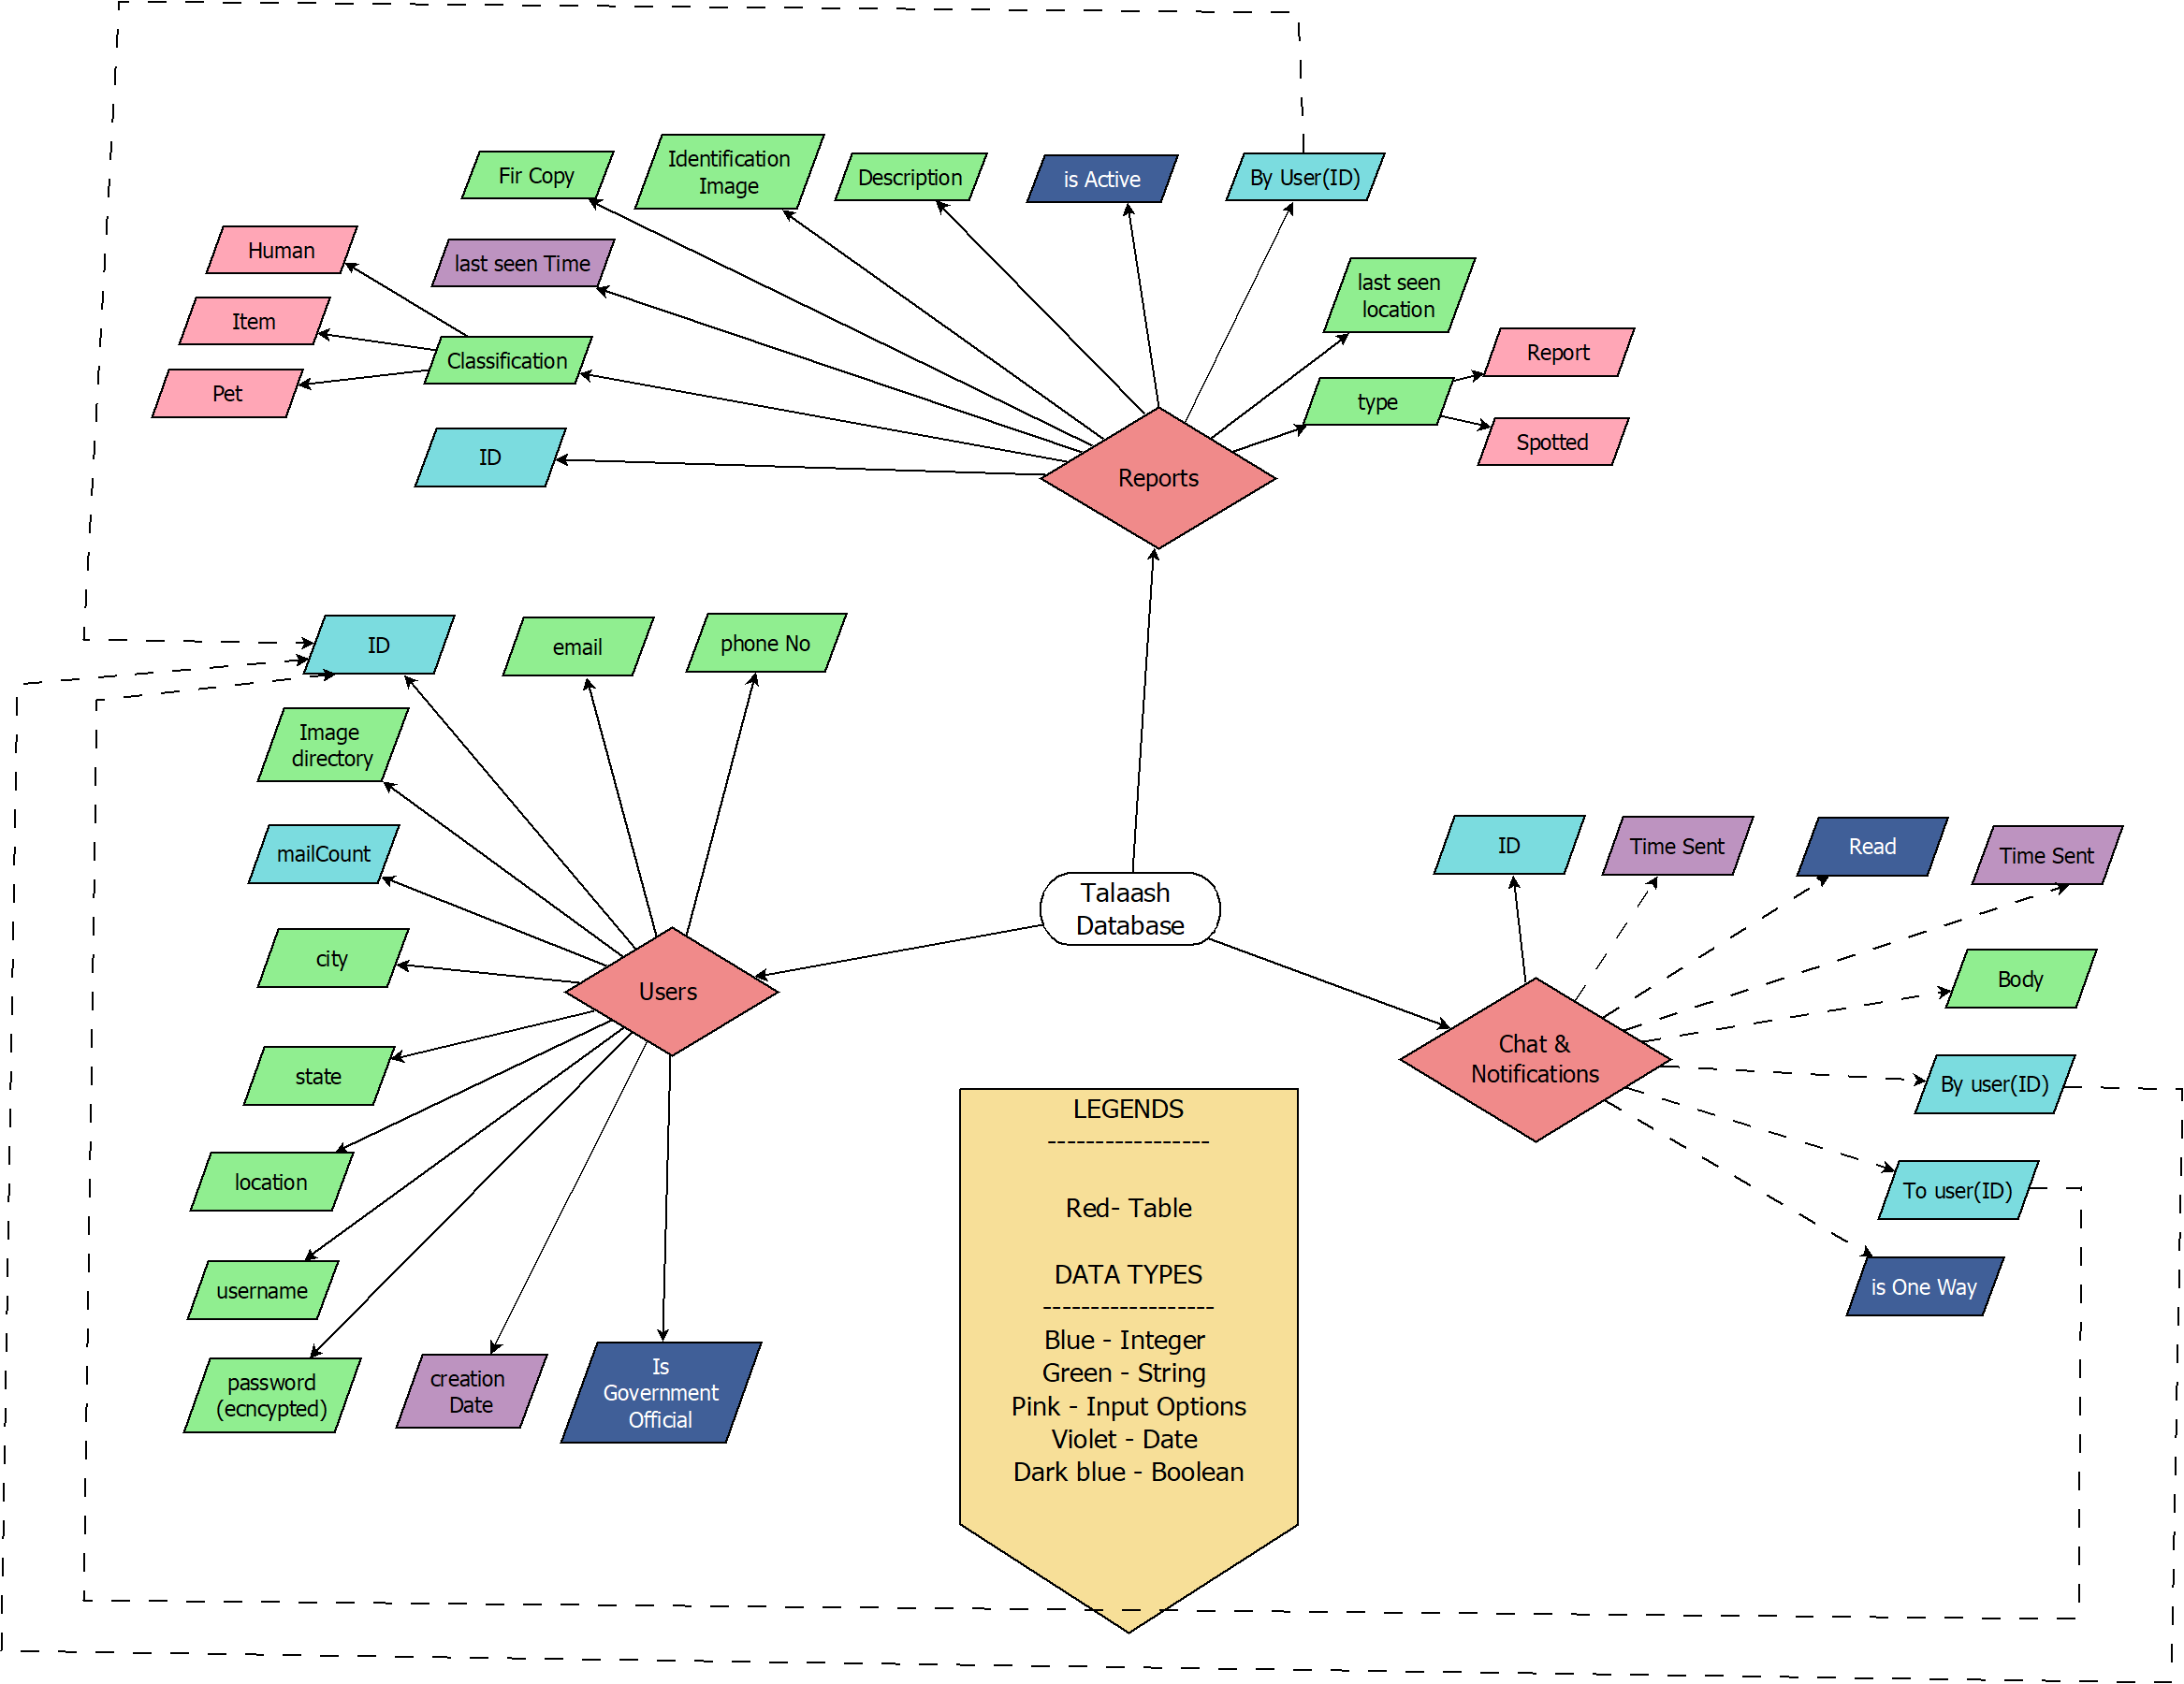 Fir Copy
Identification
Image
Description
is Active
By User(ID)
Human
last seen Time
last seen
location
Item
Classification
Report
Pet
type
Spotted
ID
Reports
ID
email
phone No
Image
directory
mailCount
city
state
location
username
password
(ecncypted)
creation
Date
Is
Government
Official
Users
Talaash
Database
ID
Time Sent
Read
Time Sent
Body
Chat &
Notifications
By user(ID)
To user(ID)
is One Way
LEGENDS
-----------------
Red- Table
DATA TYPES
------------------
Blue - Integer
Green - String
Pink - Input Options
Violet - Date
Dark blue - Boolean